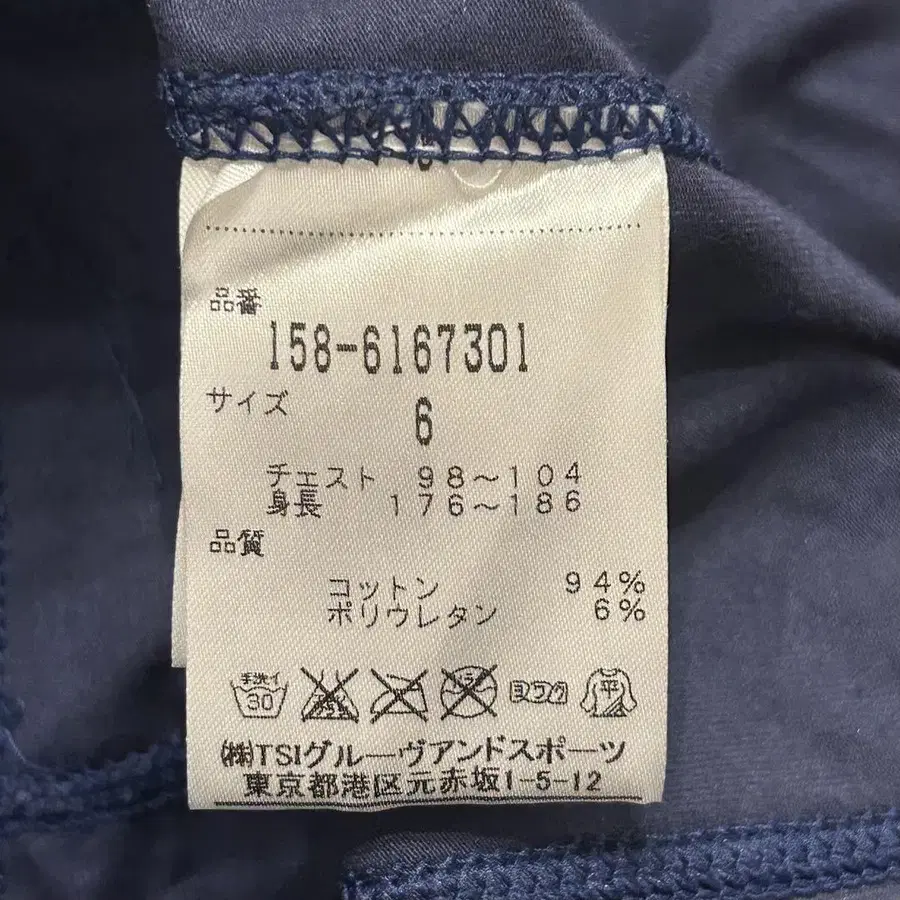 品番
158-6167301
サイズ
6
チェスト 98~104
身長 176~186
品質
コットン 94%
ポリウレタン 6%
手洗イ 30 ヨワク 平
(株)TSIグルーヴアンドスポーツ
東京都港区元赤坂1-5-12